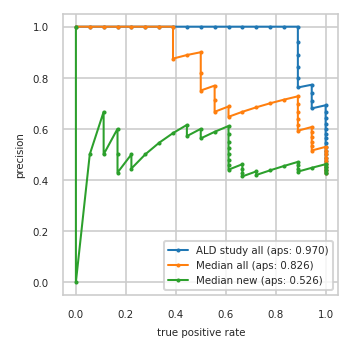 1.0
0.8
0.6
0.4
0.2
0.0
precision
0.0 0.2 0.4 0.6 0.8 1.0
true positive rate
ALD study all (aps: 0.970)
Median all (aps: 0.826)
Median new (aps: 0.526)